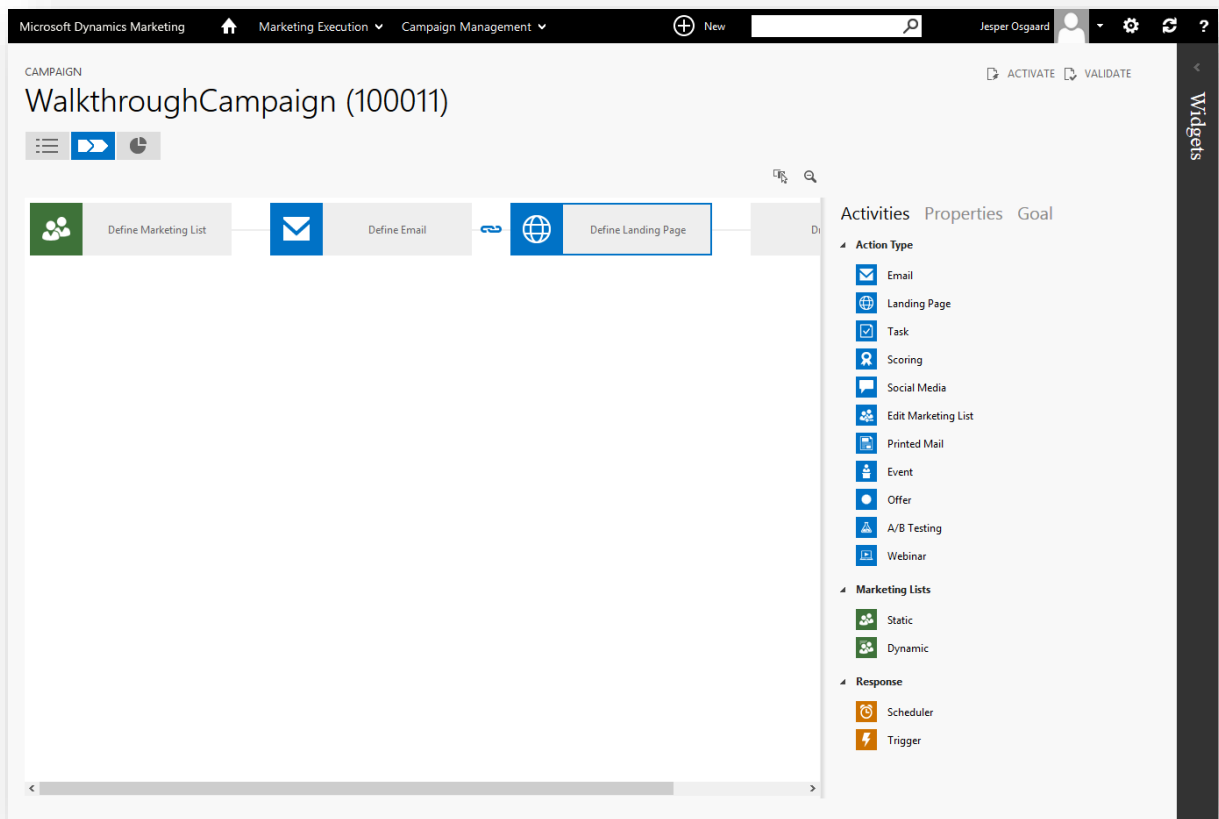 Microsoft Dynamics Marketing Marketing Execution Campaign Management New Jesper Osgaard ?
CAMPAIGN
ACTIVATE VALIDATE
WalkthroughCampaign (100011)
Widgets
Define Marketing List Define Email Define Landing Page
Activities Properties Goal
Action Type
Email
Landing Page
Task
Scoring
Social Media
Edit Marketing List
Printed Mail
Event
Offer
A/B Testing
Webinar
Marketing Lists
Static
Dynamic
Response
Scheduler
Trigger